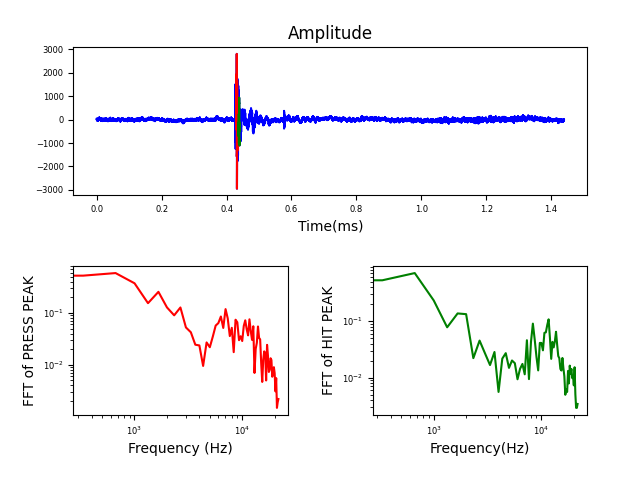 Amplitude
3000
2000
1000
0
−1000
−2000
−3000
0.0 0.2 0.4 0.6 0.8 1.0 1.2 1.4
Time(ms)
FFT of PRESS PEAK
10⁻¹
10⁻²
10³ 10⁴
Frequency (Hz)
FFT of HIT PEAK
10⁻¹
10⁻²
10³ 10⁴
Frequency(Hz)